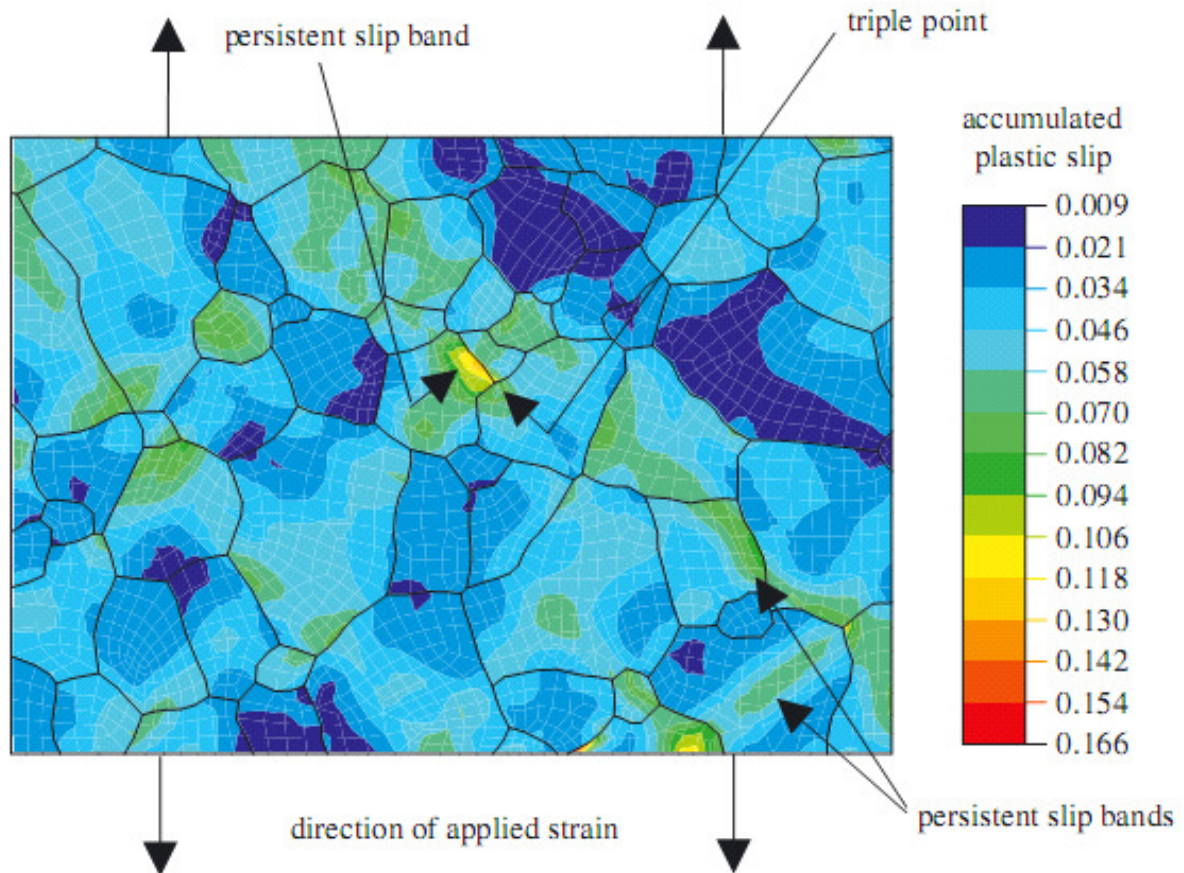 persistent slip band
triple point
accumulated
plastic slip
0.009
0.021
0.034
0.046
0.058
0.070
0.082
0.094
0.106
0.118
0.130
0.142
0.154
0.166
direction of applied strain
persistent slip bands